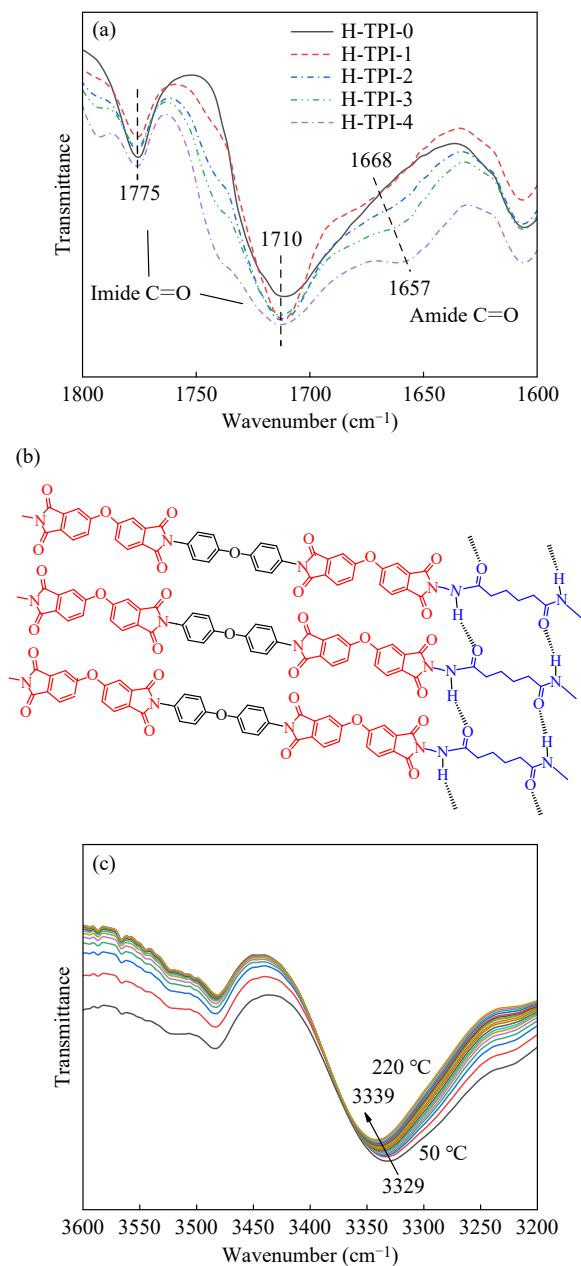 (a)
H-TPI-0
H-TPI-1
H-TPI-2
H-TPI-3
H-TPI-4
1775
1710
1668
1657
Imide C=O
Amide C=O
Transmittance
1800 1750 1700 1650 1600
Wavenumber (cm⁻¹)
(b)
O O O O O O O O
N O N O N O N N
O O O O H O N
H
O O O O O O O O
N O N O N O N N
O O O O H O N
H
O O O O O O O O
N O N O N O N N
O O O O H O N
H
(c)
220 °C
3339
50 °C
3329
Transmittance
3600 3550 3500 3450 3400 3350 3300 3250 3200
Wavenumber (cm⁻¹)